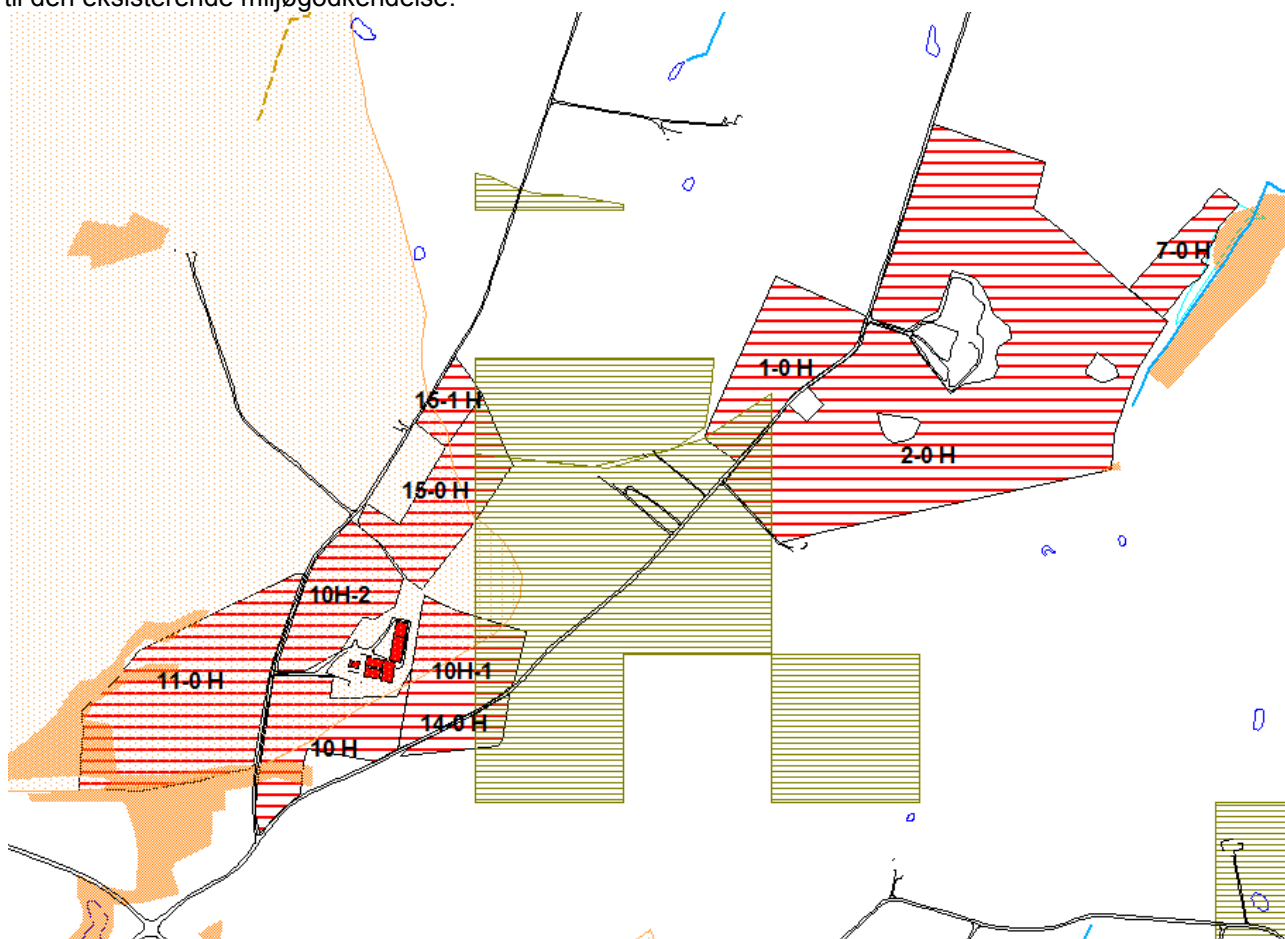 til den eksisterende miljøgodkendelse.
7-0 H
1-0 H
15-1 H
2-0 H
15-0 H
10H-2
10H-1
11-0 H
14-0 H
10 H